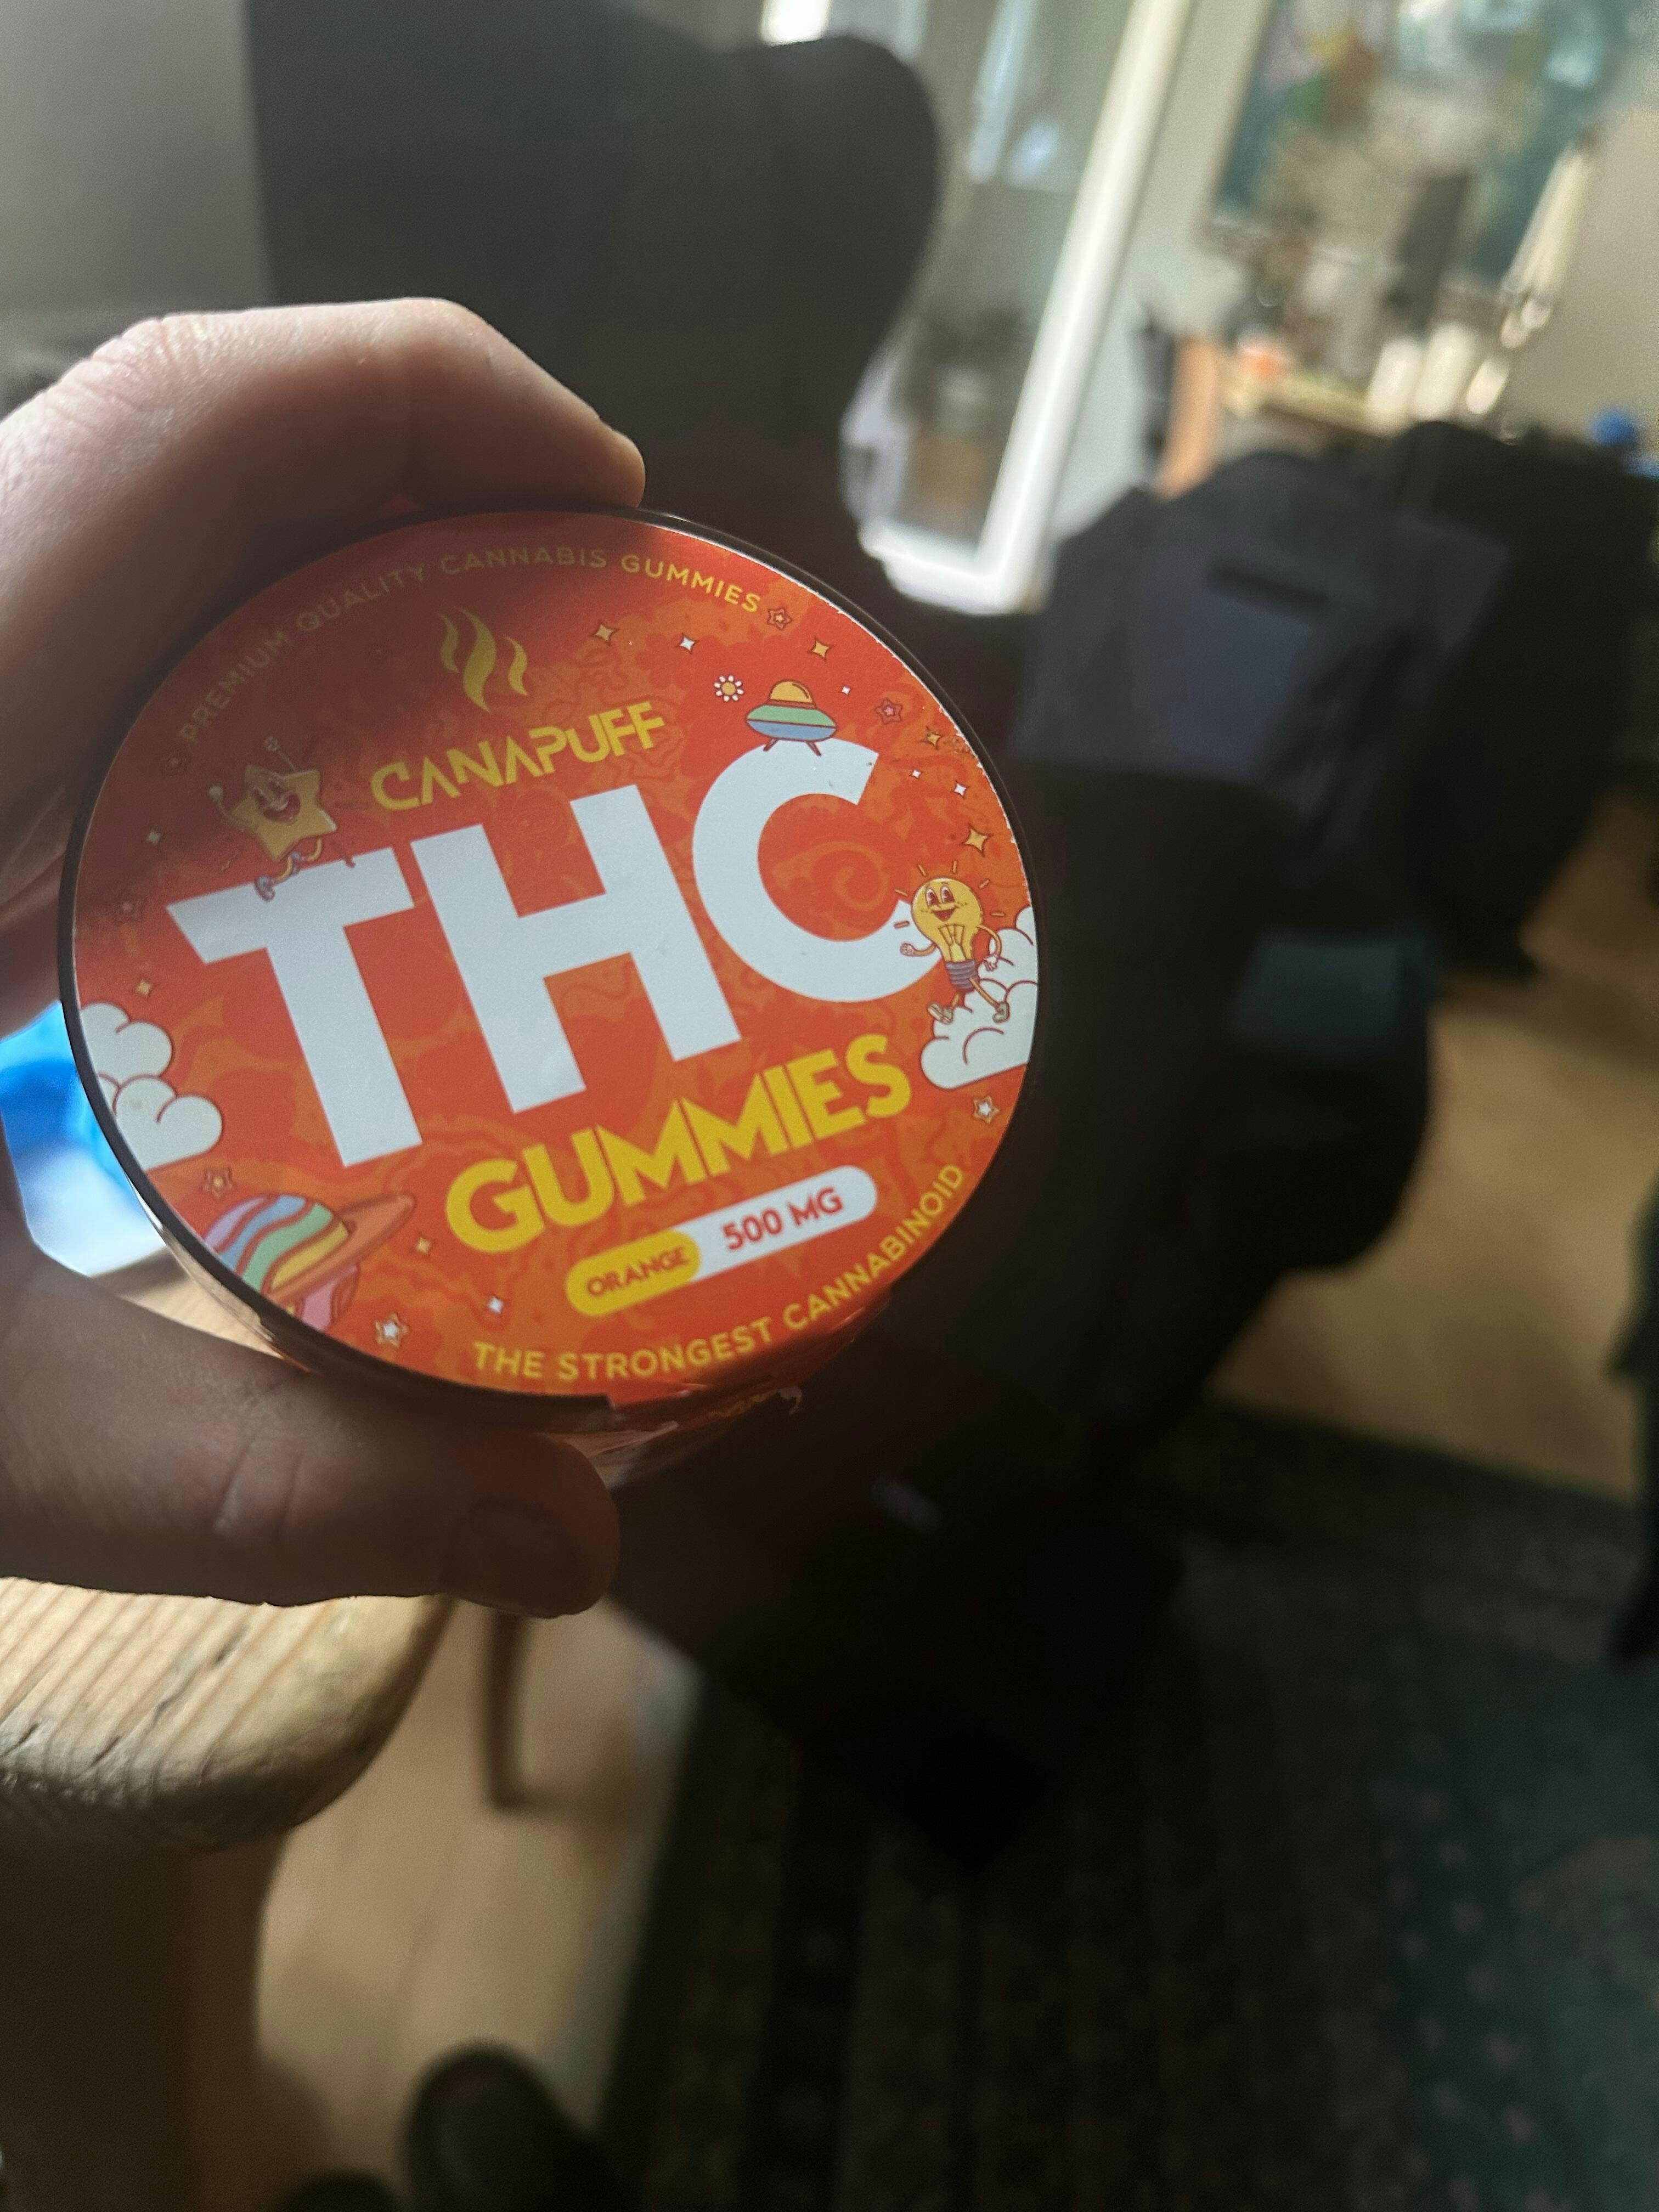 PREMIUM QUALITY CANNABIS GUMMIES
CANAPUFF
THC
GUMMIES
ORANGE 500 MG
THE STRONGEST CANNABINOID